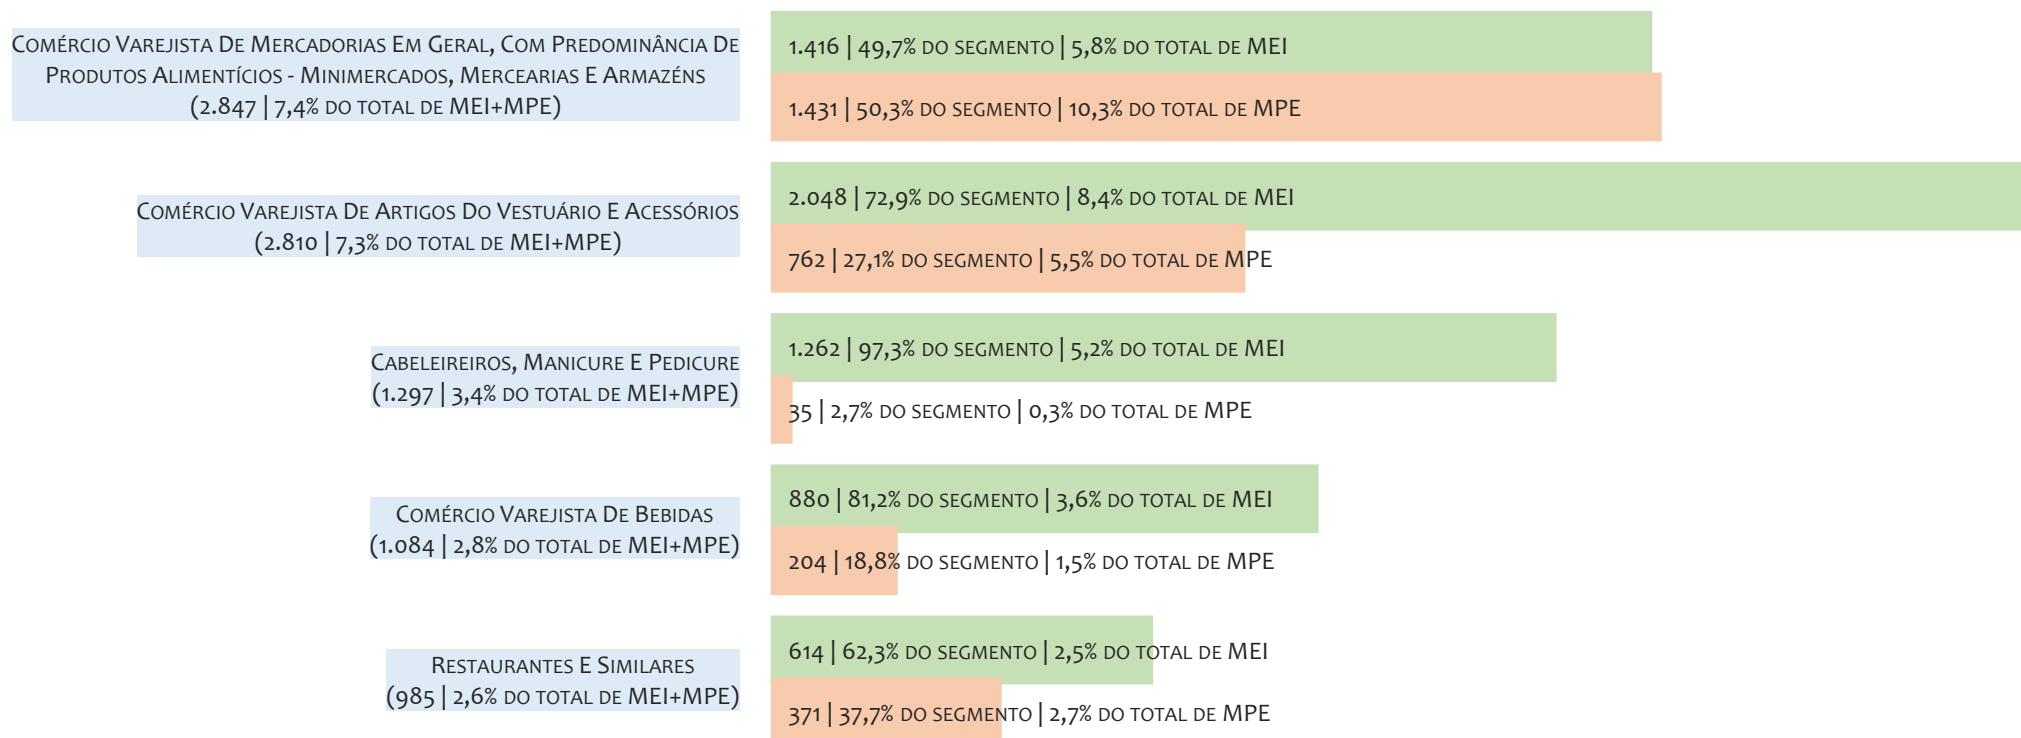 Comércio Varejista De Mercadorias Em Geral, Com Predominância De
Produtos Alimentícios - Minimercados, Mercearias E Armazéns
(2.847 | 7,4% do total de MEI+MPE)
1.416 | 49,7% do segmento | 5,8% do total de MEI
1.431 | 50,3% do segmento | 10,3% do total de MPE
Comércio Varejista De Artigos Do Vestuário E Acessórios
(2.810 | 7,3% do total de MEI+MPE)
2.048 | 72,9% do segmento | 8,4% do total de MEI
762 | 27,1% do segmento | 5,5% do total de MPE
Cabeleireiros, Manicure E Pedicure
(1.297 | 3,4% do total de MEI+MPE)
1.262 | 97,3% do segmento | 5,2% do total de MEI
35 | 2,7% do segmento | 0,3% do total de MPE
Comércio Varejista De Bebidas
(1.084 | 2,8% do total de MEI+MPE)
880 | 81,2% do segmento | 3,6% do total de MEI
204 | 18,8% do segmento | 1,5% do total de MPE
Restaurantes E Similares
(985 | 2,6% do total de MEI+MPE)
614 | 62,3% do segmento | 2,5% do total de MEI
371 | 37,7% do segmento | 2,7% do total de MPE